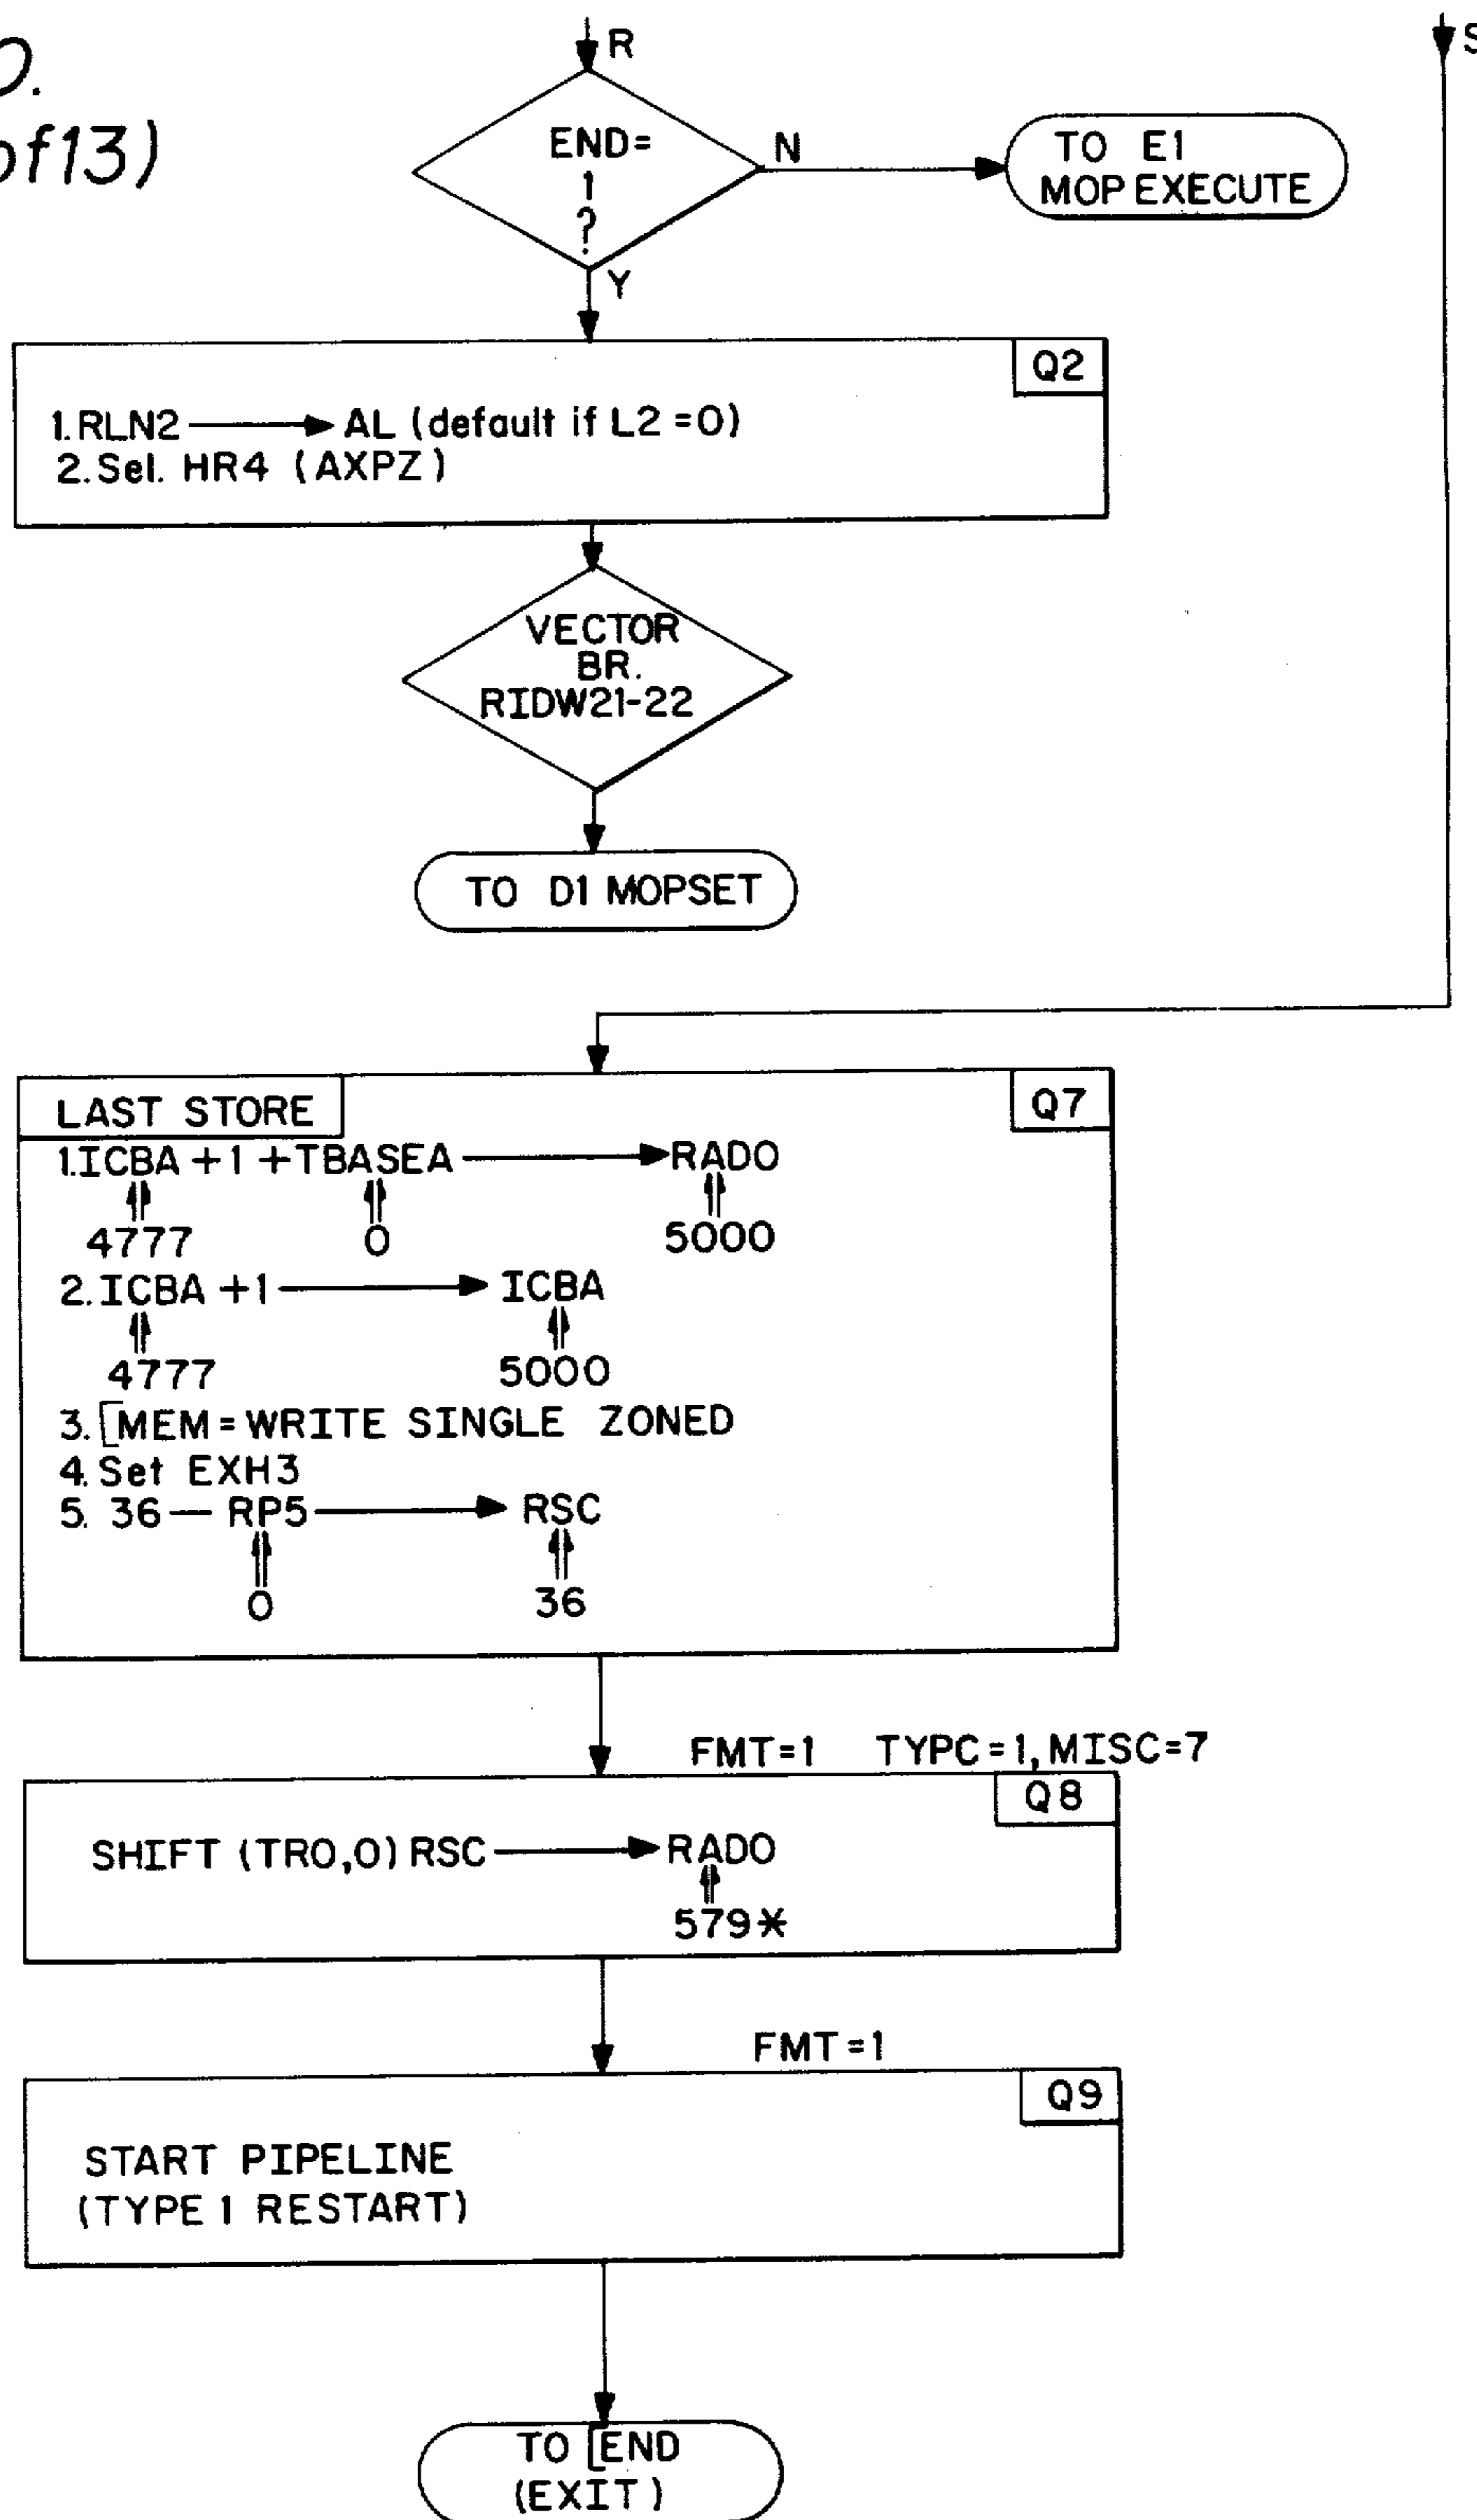 R
S
of13)
END=
1
?
N
TO E1
MOP EXECUTE
Y
Q2
1. RLN2 AL (default if L2 = 0)
2. Sel. HR4 (AXPZ)
VECTOR
BR.
RIDW21-22
TO D1 MOPSET
LAST STORE
Q7
1. ICBA +1 +TBASEA RADO
4777 0 5000
2. ICBA +1 ICBA
4777 5000
3. [MEM = WRITE SINGLE ZONED
4. Set EXH3
5. 36 — RP5 RSC
0 36
FMT=1 TYPC=1, MISC=7
Q8
SHIFT (TRO,0) RSC RADO
579*
FMT=1
Q9
START PIPELINE
(TYPE 1 RESTART)
TO [END
(EXIT)